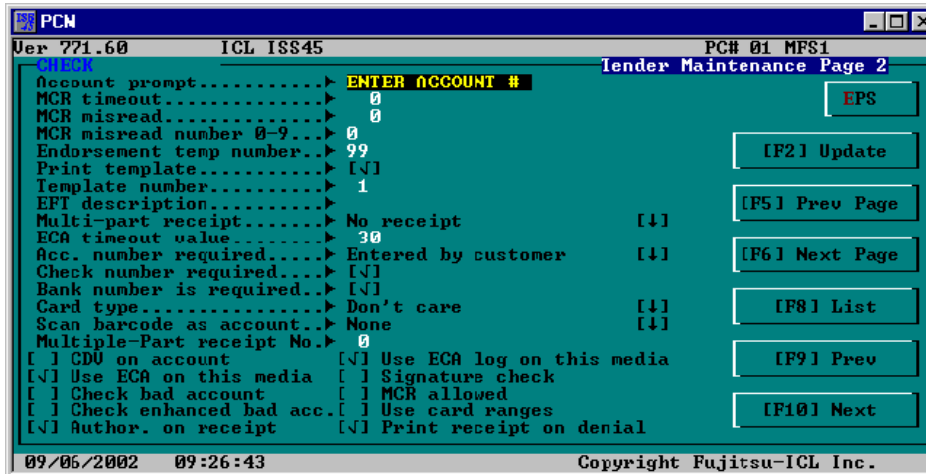 PCN
Ver 771.60 ICL ISS45 PC# 01 MFS1
CHECK Tender Maintenance Page 2
Account prompt...........► ENTER ACCOUNT #
MCR timeout..............► 0
MCR misread..............► 0
MCR misread number 0-9...► 0
Endorsement temp number..► 99
Print template...........► [√]
Template number..........► 1
EFT description..........►
Multi-part receipt.......► No receipt [↓]
ECA timeout value........► 30
Acc. number required.....► Entered by customer [↓]
Check number required....► [√]
Bank number is required..► [√]
Card type................► Don't care [↓]
Scan barcode as account..► None [↓]
Multiple-Part receipt No.► 0
[ ] CDV on account [√] Use ECA log on this media
[√] Use ECA on this media [ ] Signature check
[ ] Check bad account [ ] MCR allowed
[ ] Check enhanced bad acc. [ ] Use card ranges
[√] Author. on receipt [√] Print receipt on denial
EPS
[F2] Update
[F5] Prev Page
[F6] Next Page
[F8] List
[F9] Prev
[F10] Next
09/06/2002 09:26:43 Copyright Fujitsu-ICL Inc.